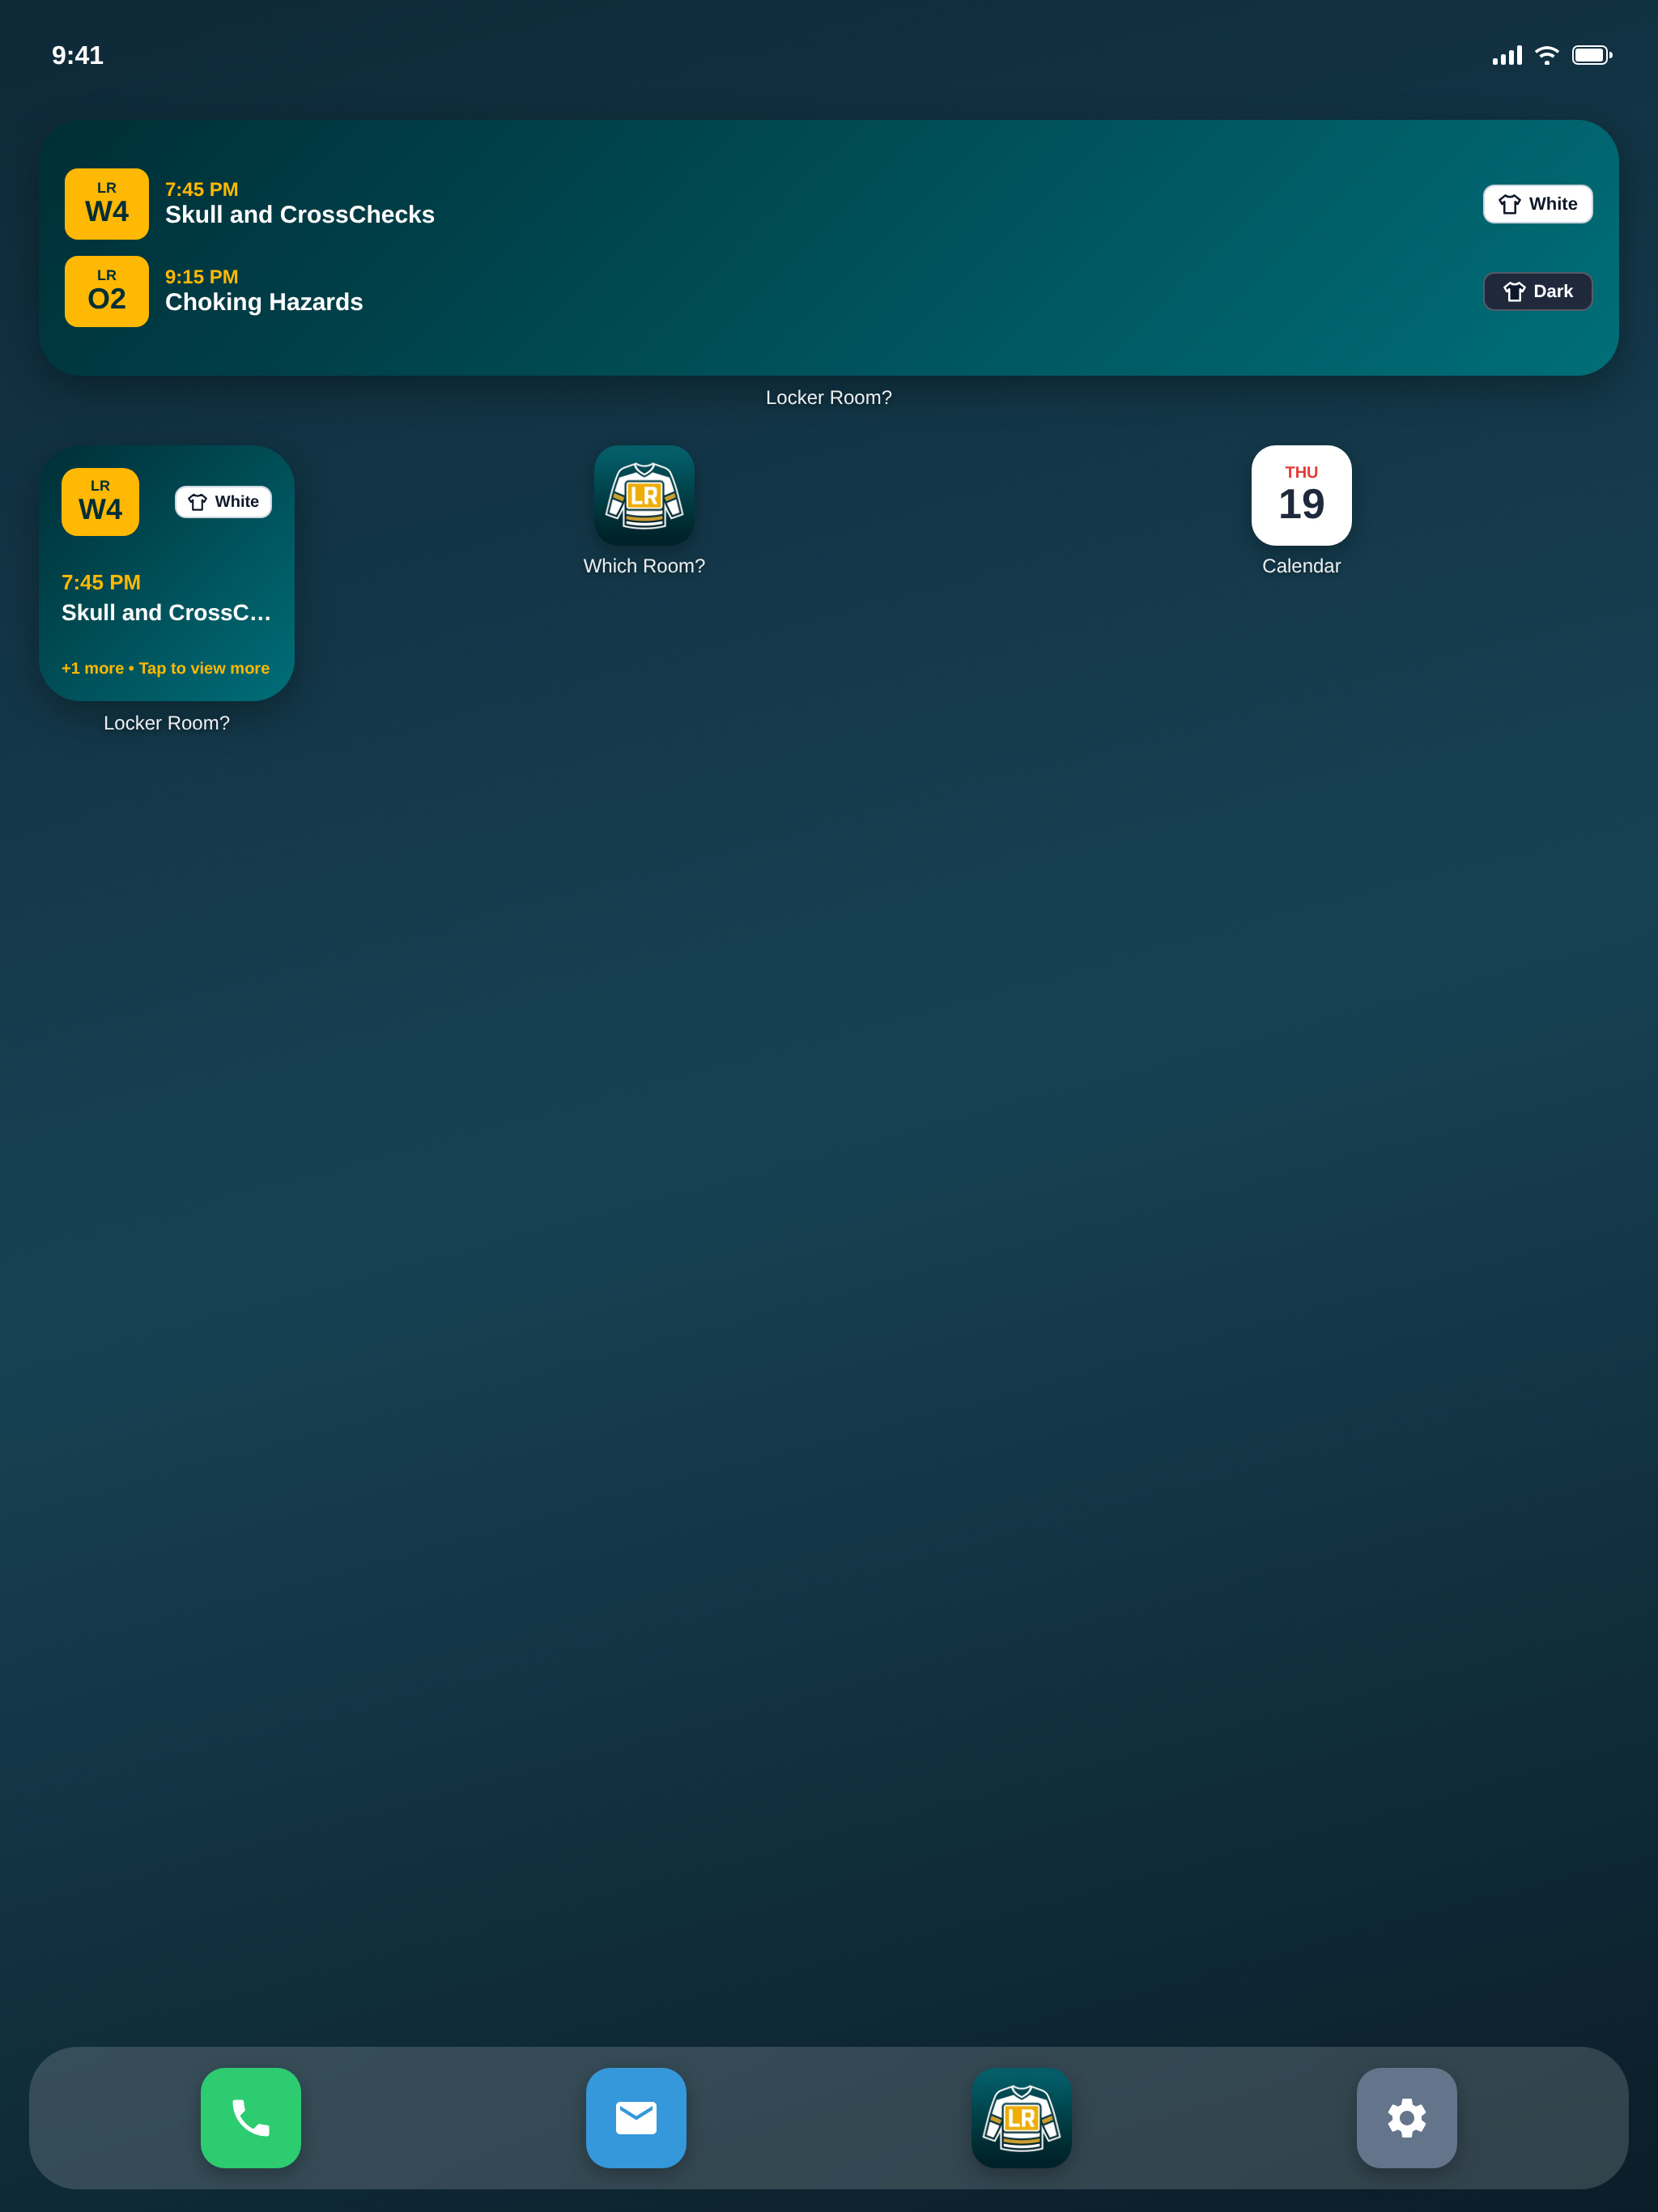 9:41
LR
W4
7:45 PM
Skull and CrossChecks
White
LR
O2
9:15 PM
Choking Hazards
Dark
Locker Room?
LR
W4
White
7:45 PM
Skull and CrossC...
+1 more • Tap to view more
Locker Room?
LR
Which Room?
THU
19
Calendar
LR